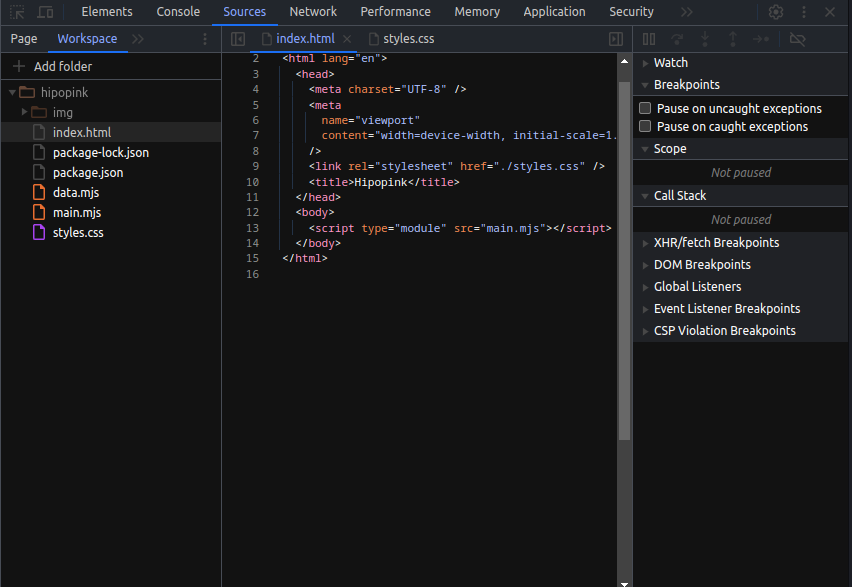 Elements Console Sources Network Performance Memory Application Security
Page Workspace
index.html
styles.css
Add folder
hipopink
img
index.html
package-lock.json
package.json
data.mjs
main.mjs
styles.css
2 <html lang="en">
3 <head>
4 <meta charset="UTF-8" />
5 <meta
6 name="viewport"
7 content="width=device-width, initial-scale=1.
8 />
9 <link rel="stylesheet" href="./styles.css" />
10 <title>Hipopink</title>
11 </head>
12 <body>
13 <script type="module" src="main.mjs"></script>
14 </body>
15 </html>
16
Watch
Breakpoints
Pause on uncaught exceptions
Pause on caught exceptions
Scope
Not paused
Call Stack
Not paused
XHR/fetch Breakpoints
DOM Breakpoints
Global Listeners
Event Listener Breakpoints
CSP Violation Breakpoints